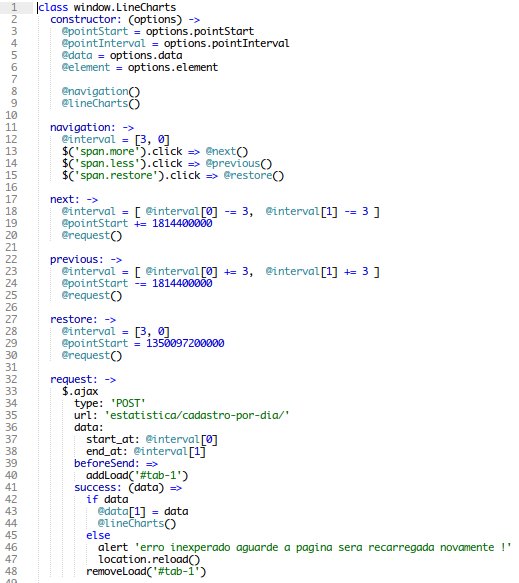 1 class window.LineCharts
2   constructor: (options) ->
3     @pointStart = options.pointStart
4     @pointInterval = options.pointInterval
5     @data = options.data
6     @element = options.element
7
8     @navigation()
9     @lineCharts()
10
11   navigation: ->
12     @interval = [3, 0]
13     $('span.more').click => @next()
14     $('span.less').click => @previous()
15     $('span.restore').click => @restore()
16
17   next: ->
18     @interval = [ @interval[0] -= 3,  @interval[1] -= 3 ]
19     @pointStart += 1814400000
20     @request()
21
22   previous: ->
23     @interval = [ @interval[0] += 3,  @interval[1] += 3 ]
24     @pointStart -= 1814400000
25     @request()
26
27   restore: ->
28     @interval = [3, 0]
29     @pointStart = 1350097200000
30     @request()
31
32   request: ->
33     $.ajax
34       type: 'POST'
35       url: 'estatistica/cadastro-por-dia/'
36       data:
37         start_at: @interval[0]
38         end_at: @interval[1]
39       beforeSend: =>
40         addLoad('#tab-1')
41       success: (data) =>
42         if data
43           @data[1] = data
44           @lineCharts()
45         else
46           alert 'erro inexperado aguarde a pagina sera recarregada novamente !'
47           location.reload()
48         removeLoad('#tab-1')
49